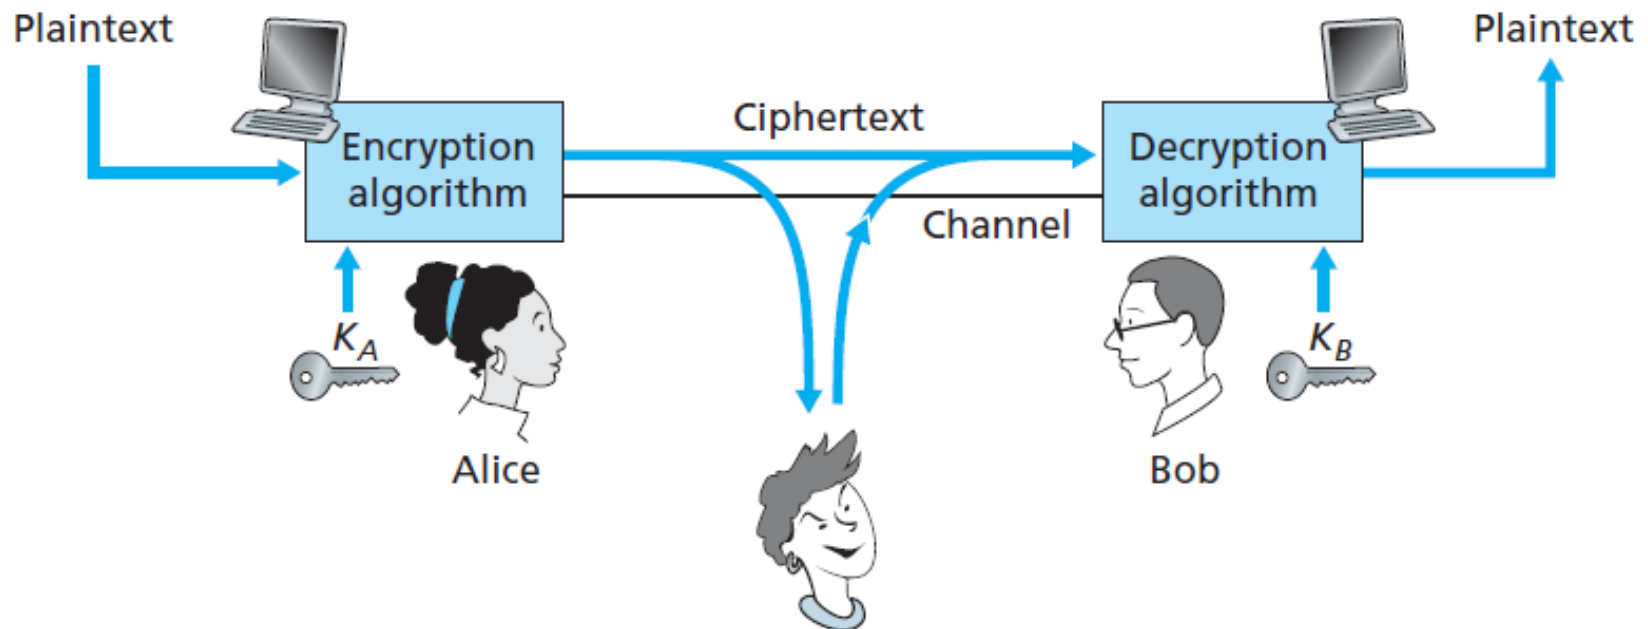 Plaintext
Plaintext
Ciphertext
Encryption
algorithm
Decryption
algorithm
Channel
K_A
K_B
Alice
Bob